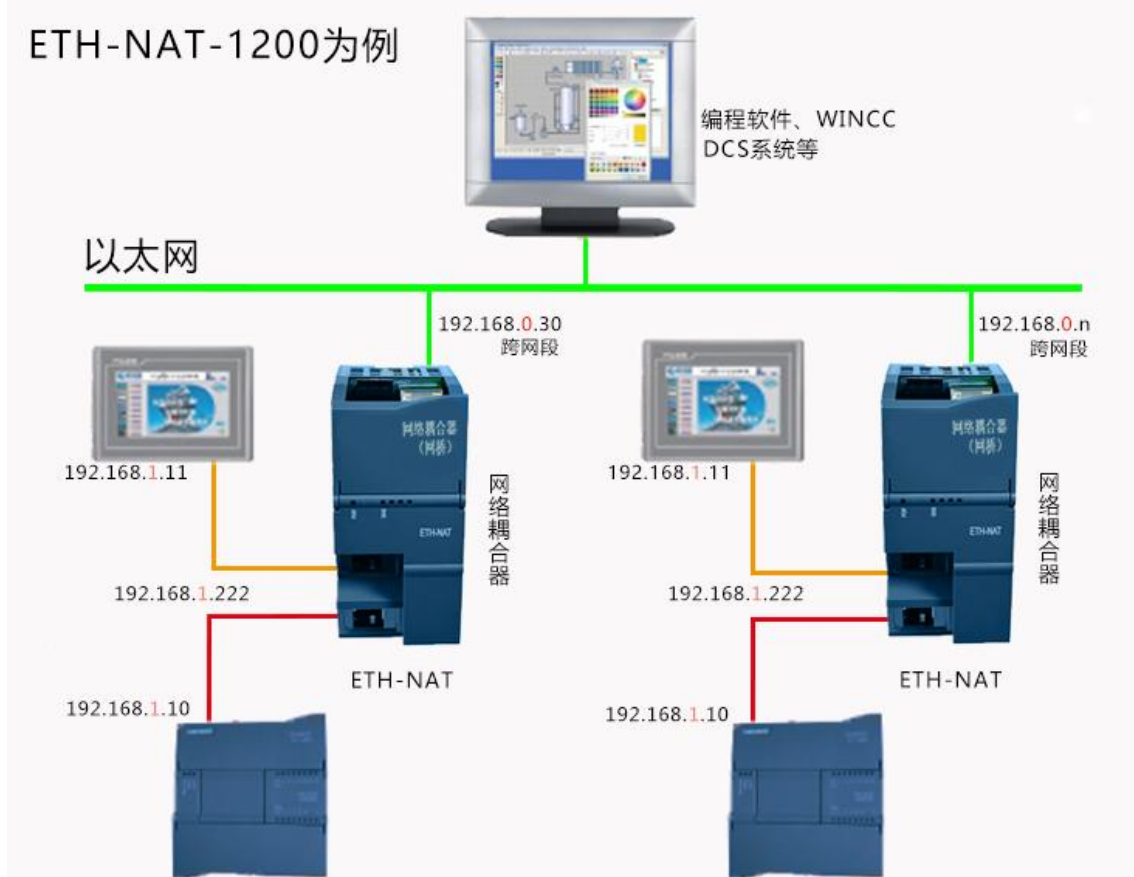 ETH-NAT-1200为例
编程软件、WINCC
DCS系统等
以太网
192.168.0.30
跨网段
192.168.0.n
跨网段
192.168.1.11
网络耦合器
(网桥)
ETH-NAT
网络耦合器
192.168.1.222
ETH-NAT
192.168.1.10
192.168.1.11
网络耦合器
(网桥)
ETH-NAT
网络耦合器
192.168.1.222
ETH-NAT
192.168.1.10